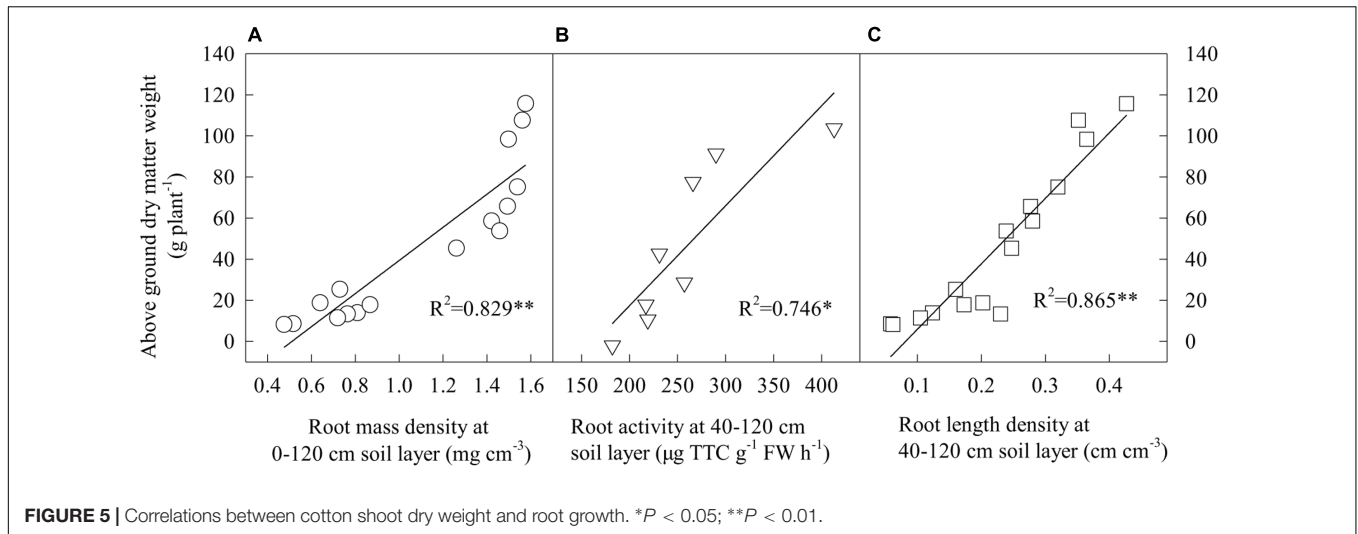 A
B
C
140
120
100
80
60
40
20
0
Above ground dry matter weight
(g plant⁻¹)
R²=0.829**
R²=0.746*
R²=0.865**
140
120
100
80
60
40
20
0
0.4 0.6 0.8 1.0 1.2 1.4 1.6
150 200 250 300 350 400
0.1 0.2 0.3 0.4
Root mass density at
0-120 cm soil layer (mg cm⁻³)
Root activity at 40-120 cm
soil layer (µg TTC g⁻¹ FW h⁻¹)
Root length density at
40-120 cm soil layer (cm cm⁻³)
FIGURE 5 | Correlations between cotton shoot dry weight and root growth. *P < 0.05; **P < 0.01.